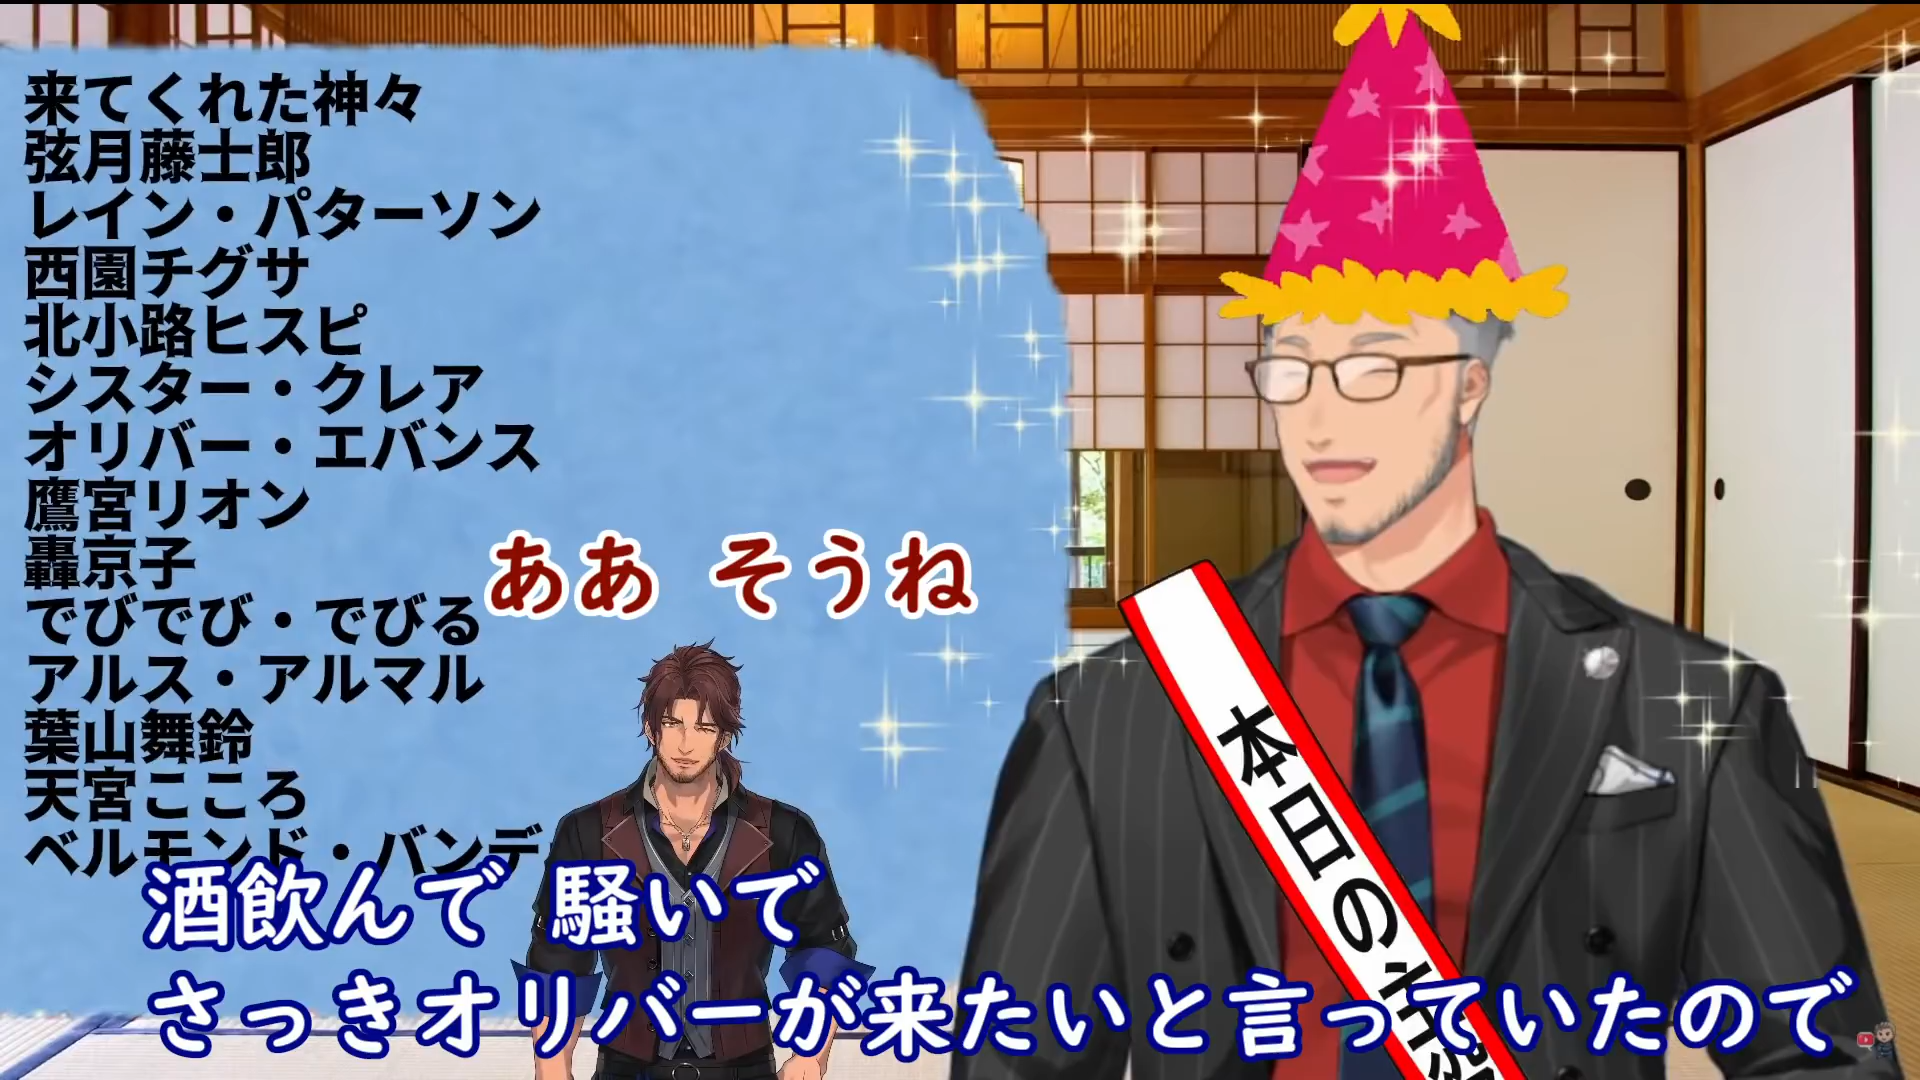 来てくれた神々
弦月藤士郎
レイン・パターソン
西園チグサ
北小路ヒスピ
シスター・クレア
オリバー・エバンス
鷹宮リオン
轟京子
でびでび・でびる
アルス・アルマル
葉山舞鈴
天宮こころ
ベルモンド・バンデ
ああ そうね
本日の主
酒飲んで 騒いで
さっきオリバーが来たいと言っていたので